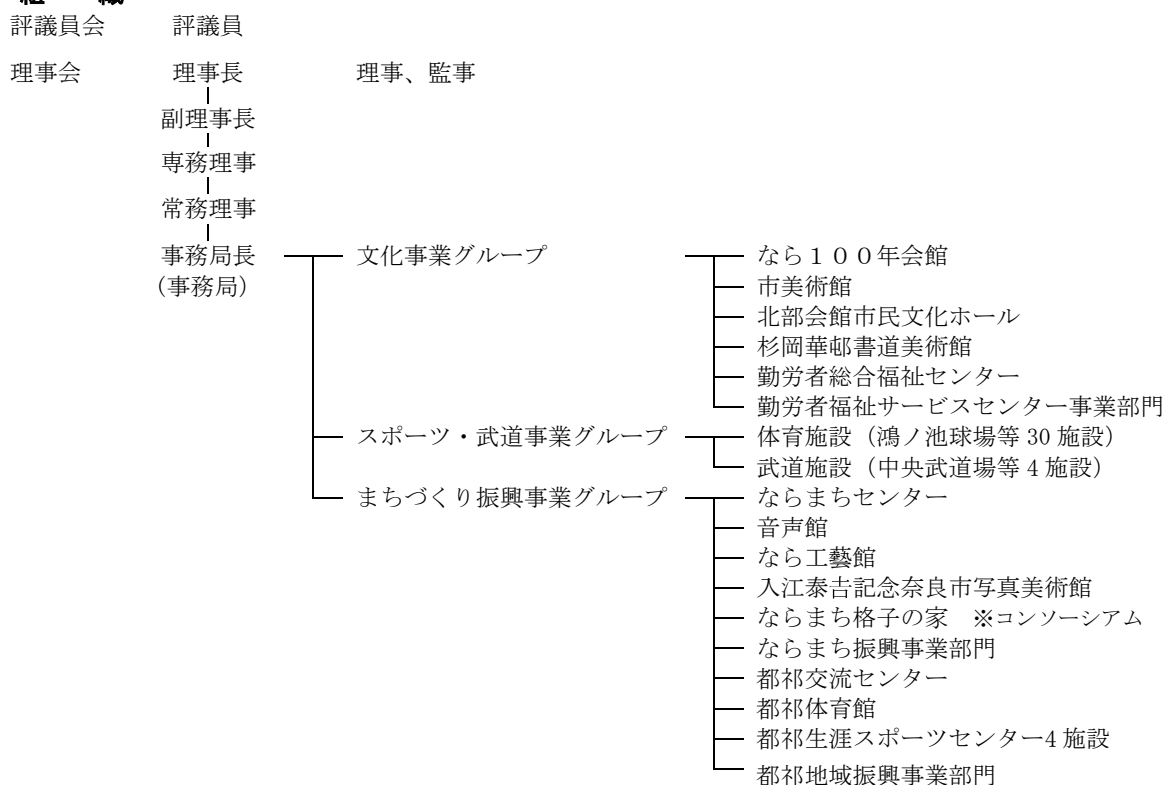 組　織
評議員会　評議員
理事会　理事長　理事、監事
副理事長
専務理事
常務理事
事務局長　文化事業グループ　なら１００年会館
（事務局）　市美術館
北部会館市民文化ホール
杉岡華邨書道美術館
勤労者総合福祉センター
勤労者福祉サービスセンター事業部門
スポーツ・武道事業グループ　体育施設（鴻ノ池球場等 30 施設）
武道施設（中央武道場等 4 施設）
まちづくり振興事業グループ　ならまちセンター
音声館
なら工藝館
入江泰𠮷記念奈良市写真美術館
ならまち格子の家　※コンソーシアム
ならまち振興事業部門
都祁交流センター
都祁体育館
都祁生涯スポーツセンター4 施設
都祁地域振興事業部門